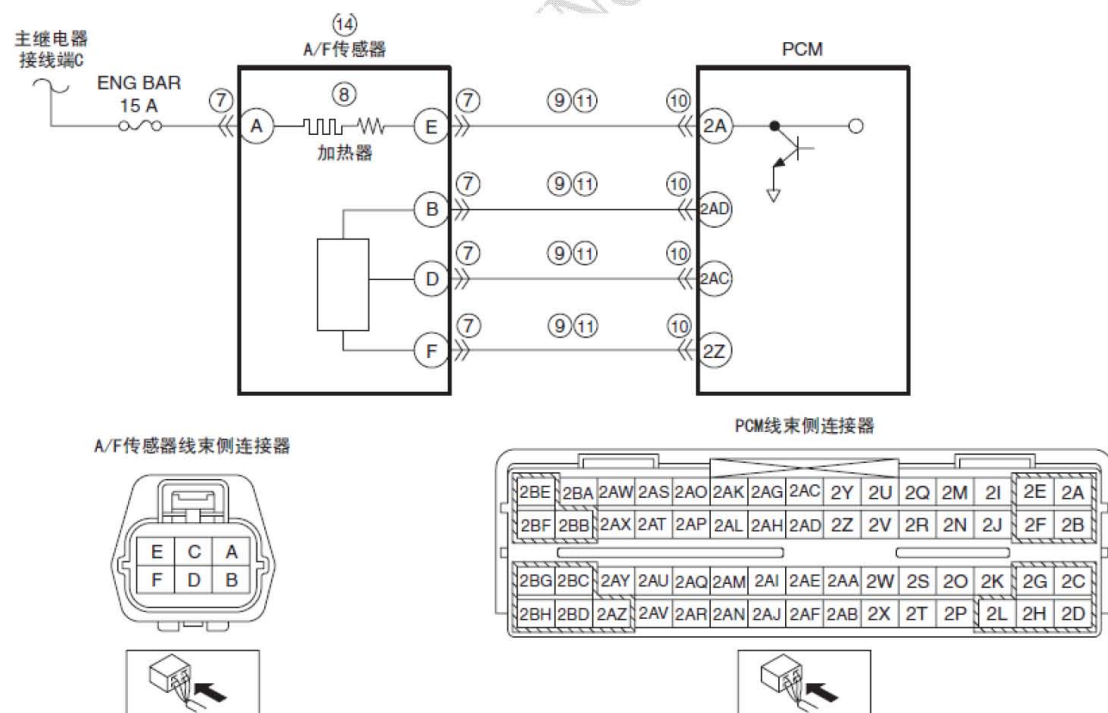 ⑭
主继电器
接线端C
A/F传感器
PCM
ENG BAR
15 A
⑦ A ⑧ E ⑦ ⑨⑪ ⑩ 2A
加热器
B ⑦ ⑨⑪ ⑩ 2AD
D ⑦ ⑨⑪ ⑩ 2AC
F ⑦ ⑨⑪ ⑩ 2Z
A/F传感器线束侧连接器
PCM线束侧连接器
E C A
F D B
2BE 2BA 2AW 2AS 2AO 2AK 2AG 2AC 2Y 2U 2Q 2M 2I 2E 2A
2BF 2BB 2AX 2AT 2AP 2AL 2AH 2AD 2Z 2V 2R 2N 2J 2F 2B
2BG 2BC 2AY 2AU 2AQ 2AM 2AI 2AE 2AA 2W 2S 2O 2K 2G 2C
2BH 2BD 2AZ 2AV 2AR 2AN 2AJ 2AF 2AB 2X 2T 2P 2L 2H 2D